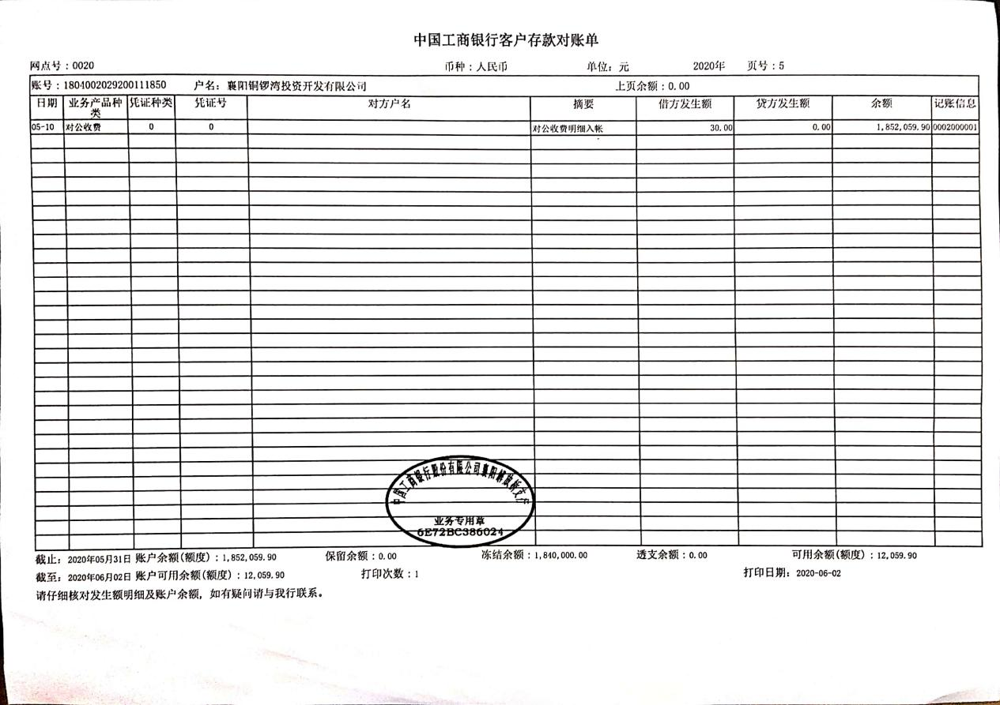 中国工商银行客户存款对账单
网点号：0020 币种：人民币 单位：元 2020年 页号：5
账号：1804002029200111850 户名：襄阳铜锣湾投资开发有限公司 上页余额：0.00
日期 业务产品种类 凭证种类 凭证号 对方户名 摘要 借方发生额 贷方发生额 余额 记账信息
05-10 对公收费 0 0 对公收费明细入帐 30.00 0.00 1,852,059.90 0002000001
中国工商银行股份有限公司襄阳解放桥支行
业务专用章
6E72BC386024
截止：2020年05月31日 账户余额(额度)：1,852,059.90 保留余额：0.00 冻结余额：1,840,000.00 透支余额：0.00 可用余额(额度)：12,059.90
截至：2020年06月02日 账户可用余额(额度)：12,059.90 打印次数：1 打印日期：2020-06-02
请仔细核对发生额明细及账户余额，如有疑问请与我行联系。